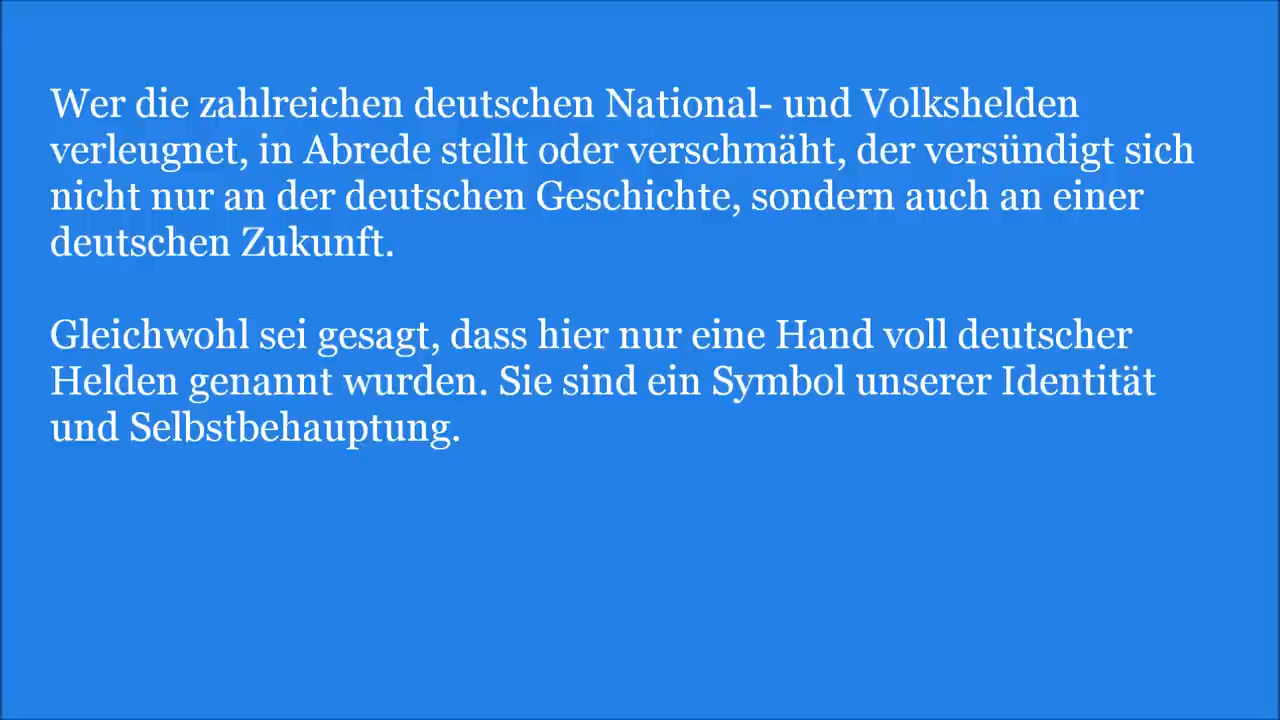 Wer die zahlreichen deutschen National- und Volkshelden
verleugnet, in Abrede stellt oder verschmäht, der versündigt sich
nicht nur an der deutschen Geschichte, sondern auch an einer
deutschen Zukunft.
Gleichwohl sei gesagt, dass hier nur eine Hand voll deutscher
Helden genannt wurden. Sie sind ein Symbol unserer Identität
und Selbstbehauptung.